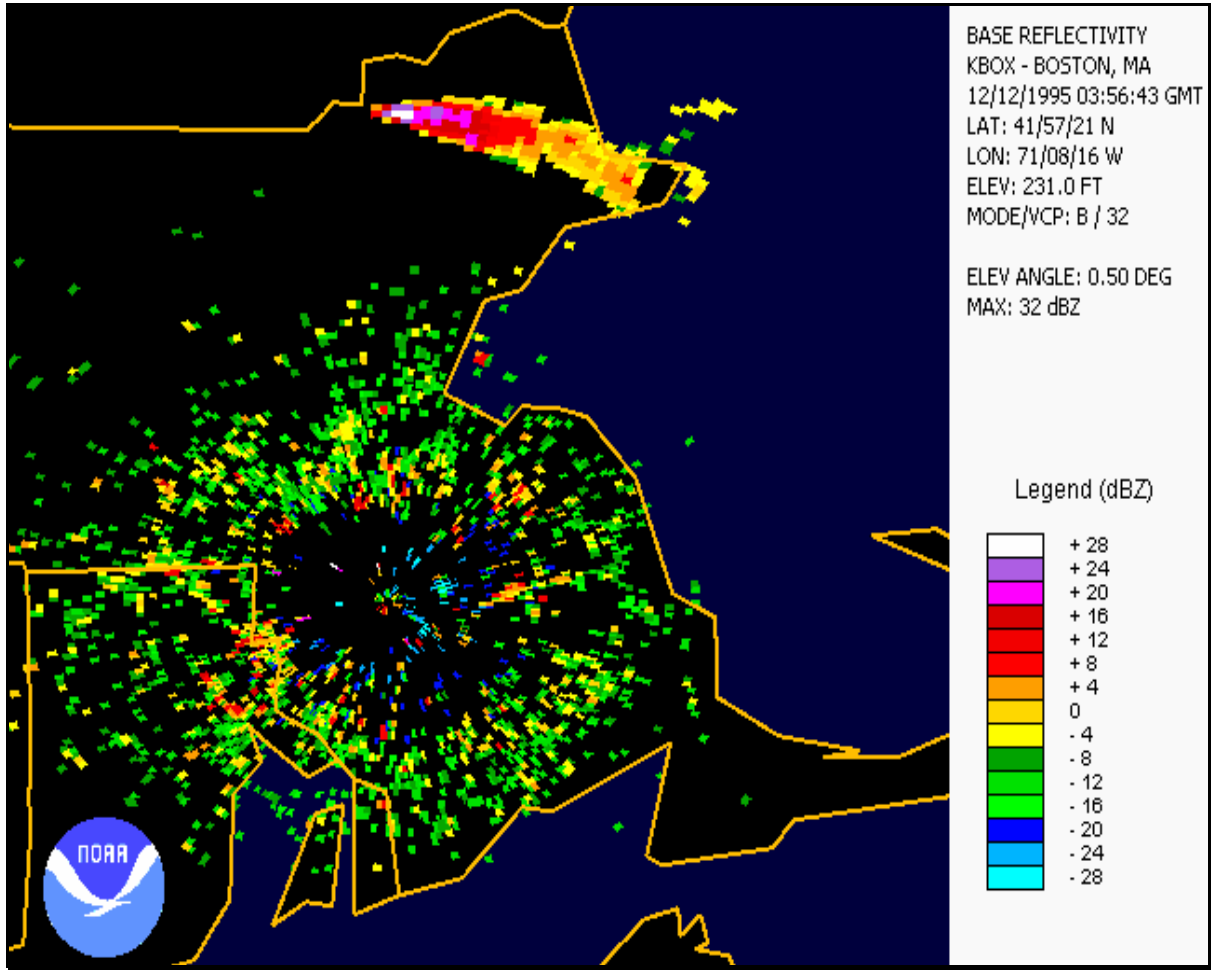 BASE REFLECTIVITY
KBOX - BOSTON, MA
12/12/1995 03:56:43 GMT
LAT: 41/57/21 N
LON: 71/08/16 W
ELEV: 231.0 FT
MODE/VCP: B / 32
ELEV ANGLE: 0.50 DEG
MAX: 32 dBZ
Legend (dBZ)
+ 28
+ 24
+ 20
+ 16
+ 12
+ 8
+ 4
0
- 4
- 8
- 12
- 16
- 20
- 24
- 28
NOAA